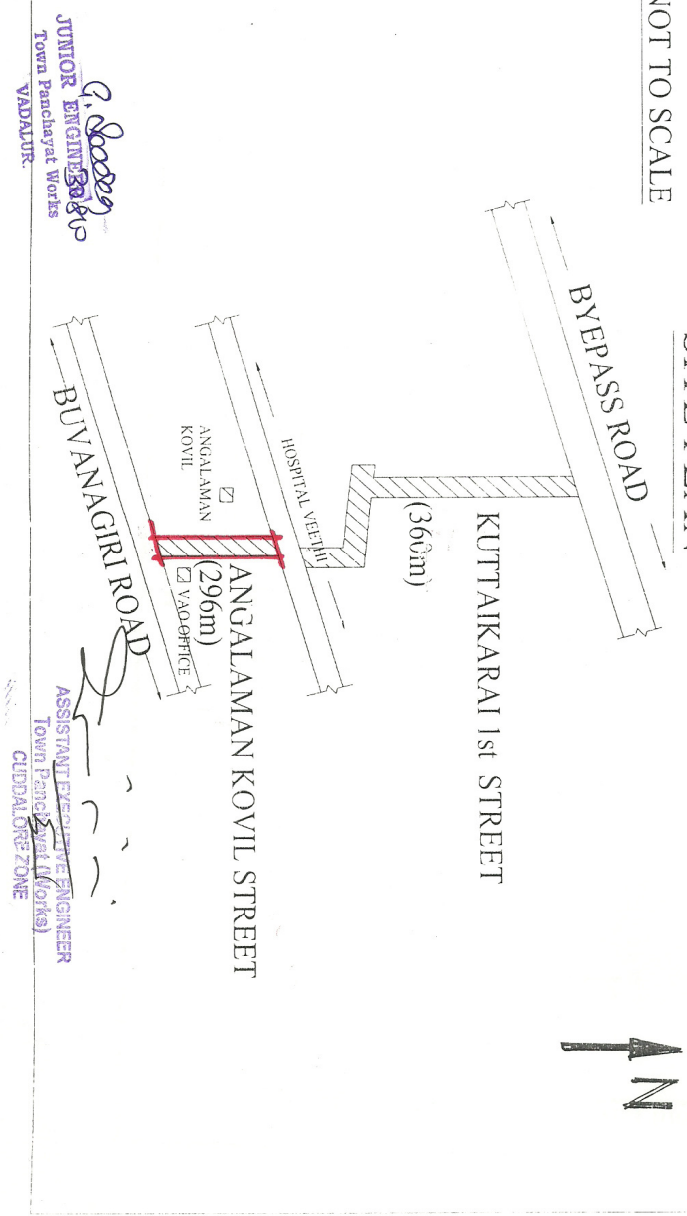 NOT TO SCALE
BYEPASS ROAD
KUTTAIKARAI 1st STREET
(360m)
HOSPITAL VEETHI
ANGALAMAN
KOVIL
ANGALAMAN KOVIL STREET
(296m)
VAO OFFICE
BUVANAGIRI ROAD
N
JUNIOR ENGINEER
Town Panchayat Works
VADALUR.
ASSISTANT EXECUTIVE ENGINEER
Town Panchayat (Works)
CUDDALORE ZONE